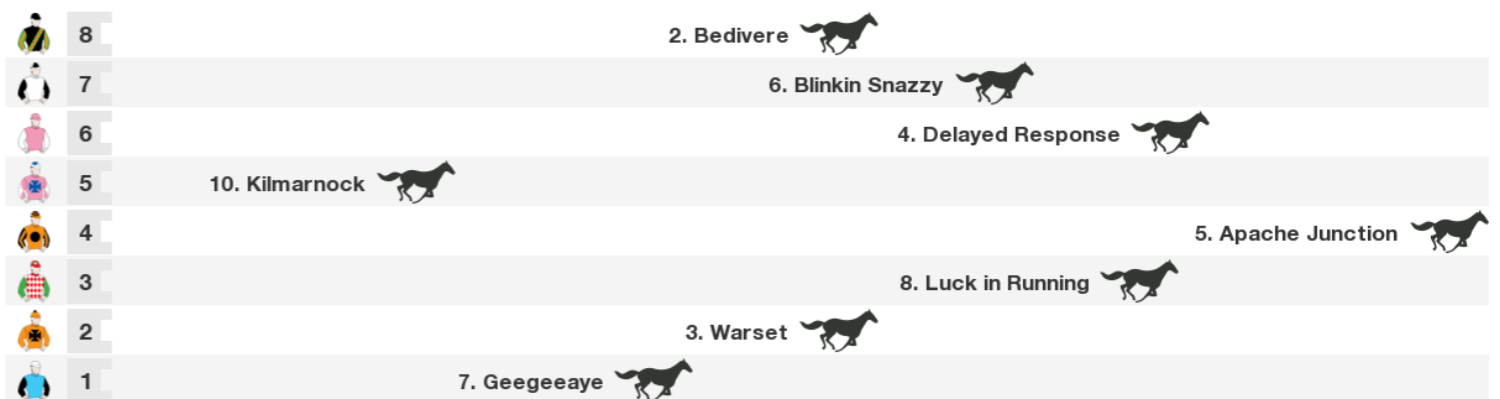 8 2. Bedivere
7 6. Blinkin Snazzy
6 4. Delayed Response
5 10. Kilmarnock
4 5. Apache Junction
3 8. Luck in Running
2 3. Warset
1 7. Geegeeaye